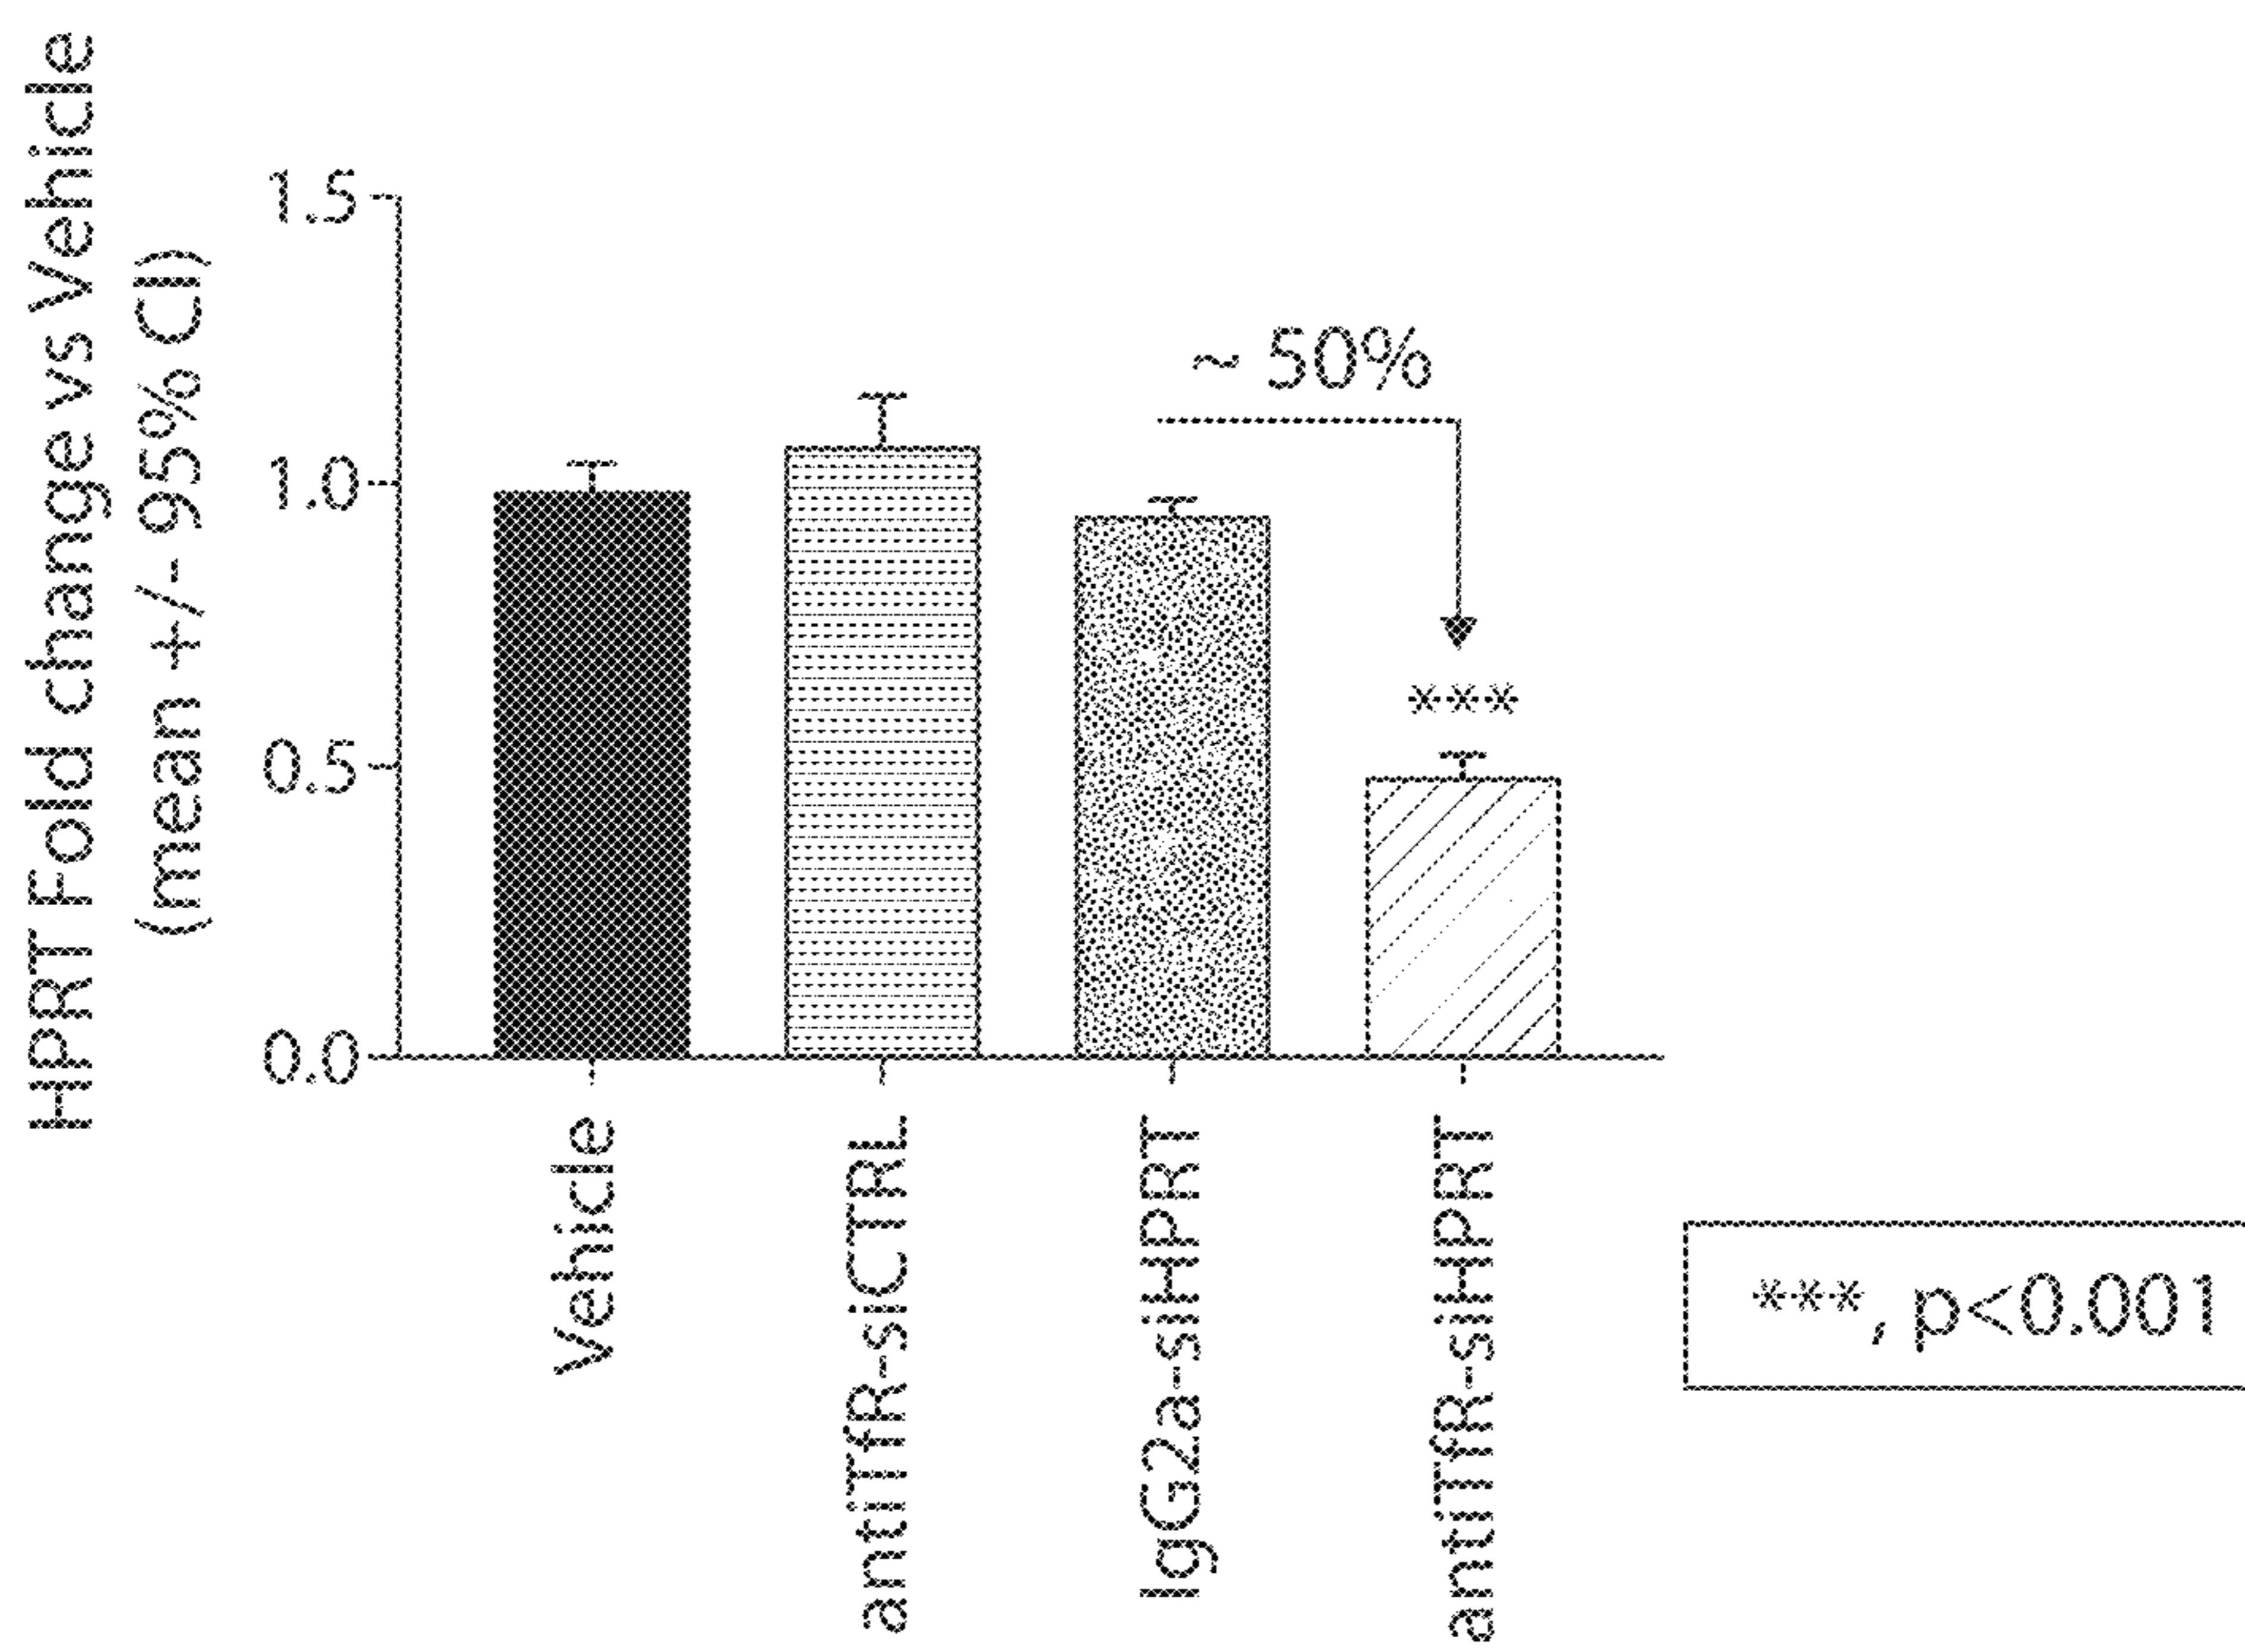 HPRT Fold change vs Vehicle
(mean +/- 95% CI)
1.5
1.0
0.5
0.0
~ 50%
***
Vehicle
antiTfR-siCTRL
IgG2a-siHPRT
antiTfR-siHPRT
***, p<0.001